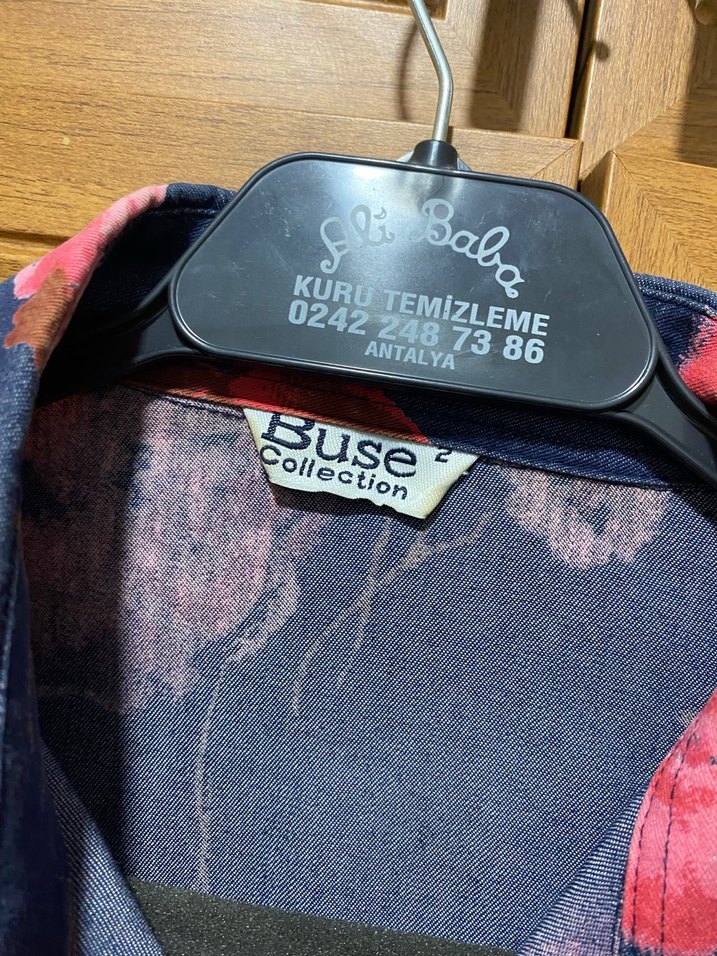 Ali Baba
KURU TEMİZLEME
0242 248 73 86
ANTALYA
Buse 2
Collection